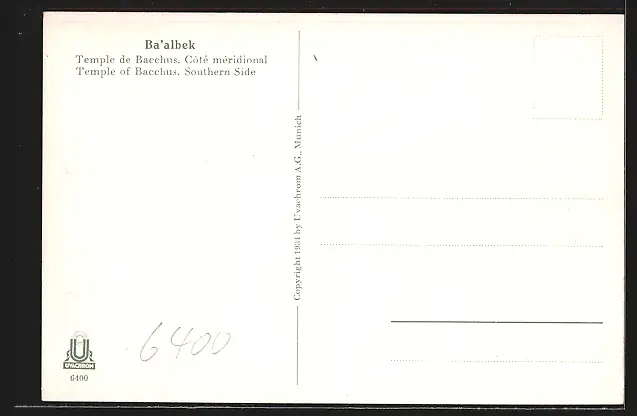 Ba'albek
Temple de Bacchus. Côté méridional
Temple of Bacchus. Southern Side
Copyright 1931 by Uvachrom A.G., Munich
U
UVACHROM
6400
6400